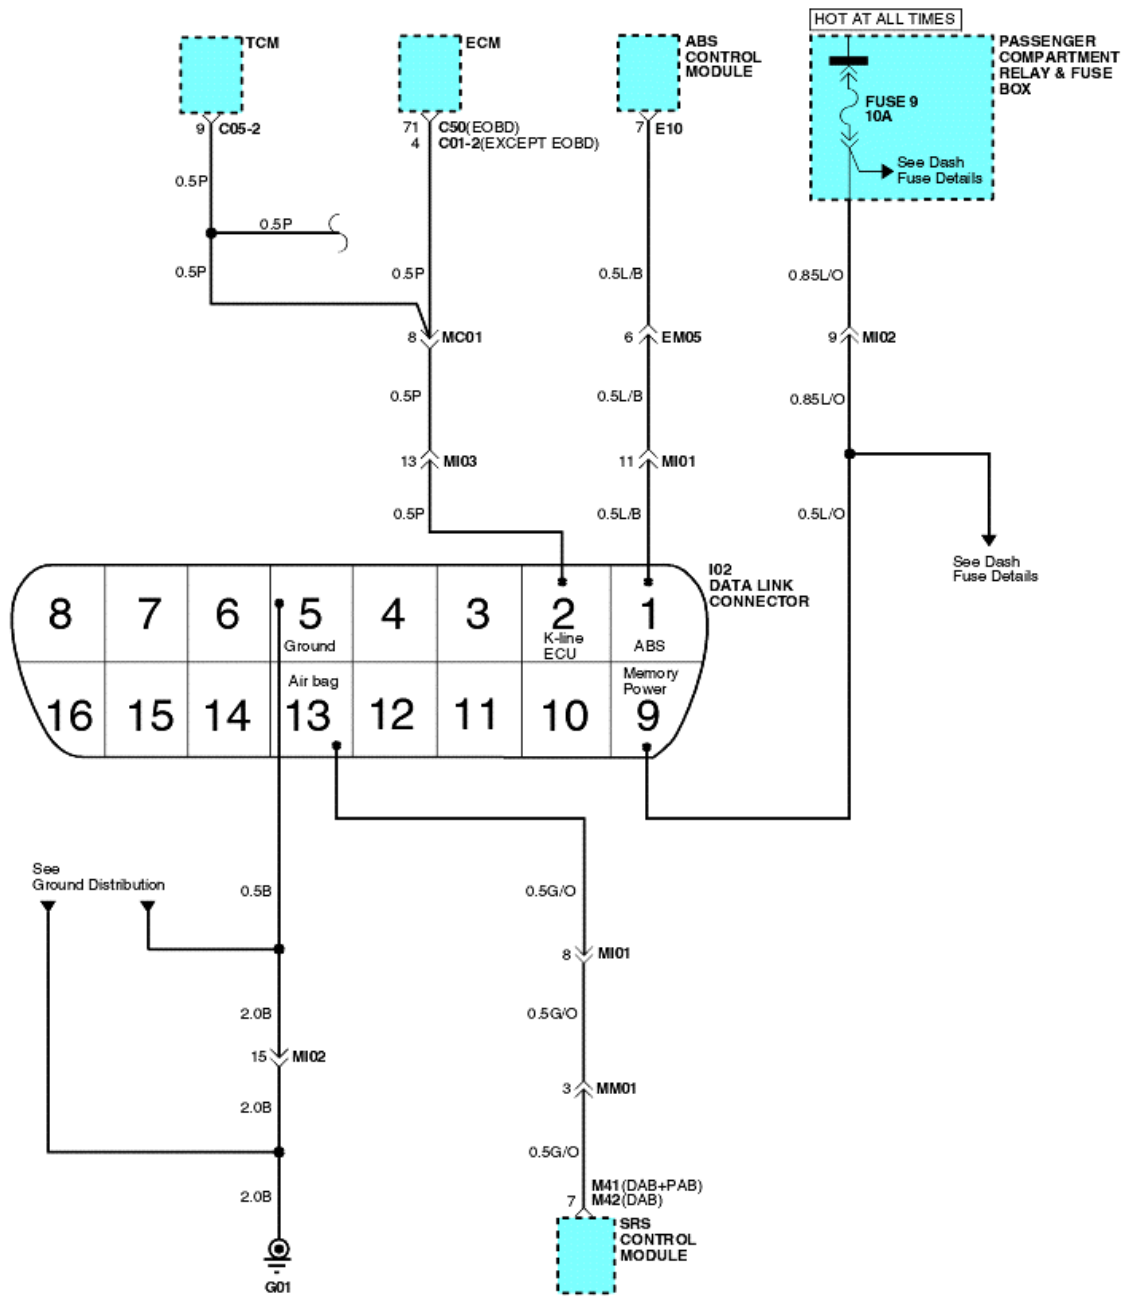 HOT AT ALL TIMES
TCM
ECM
ABS
CONTROL
MODULE
PASSENGER
COMPARTMENT
RELAY & FUSE
BOX
FUSE 9
10A
See Dash
Fuse Details
9 C05-2
71 C50(EOBD)
4 C01-2(EXCEPT EOBD)
7 E10
0.5P
0.5P
0.5P
0.5P
0.5L/B
0.85L/O
8 MC01
6 EM05
9 MI02
0.5P
0.5L/B
0.85L/O
13 MI03
11 MI01
0.5P
0.5L/B
0.5L/O
See Dash
Fuse Details
I02
DATA LINK
CONNECTOR
8 7 6 5 4 3 2 1
Ground
K-line
ECU
ABS
Air bag
Memory
Power
16 15 14 13 12 11 10 9
See
Ground Distribution
0.5B
0.5G/O
8 MI01
2.0B
0.5G/O
15 MI02
3 MM01
2.0B
0.5G/O
M41(DAB+PAB)
7 M42(DAB)
2.0B
SRS
CONTROL
MODULE
G01